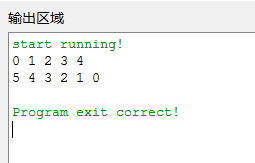 输出区域
start running!
0 1 2 3 4
5 4 3 2 1 0
Program exit correct!